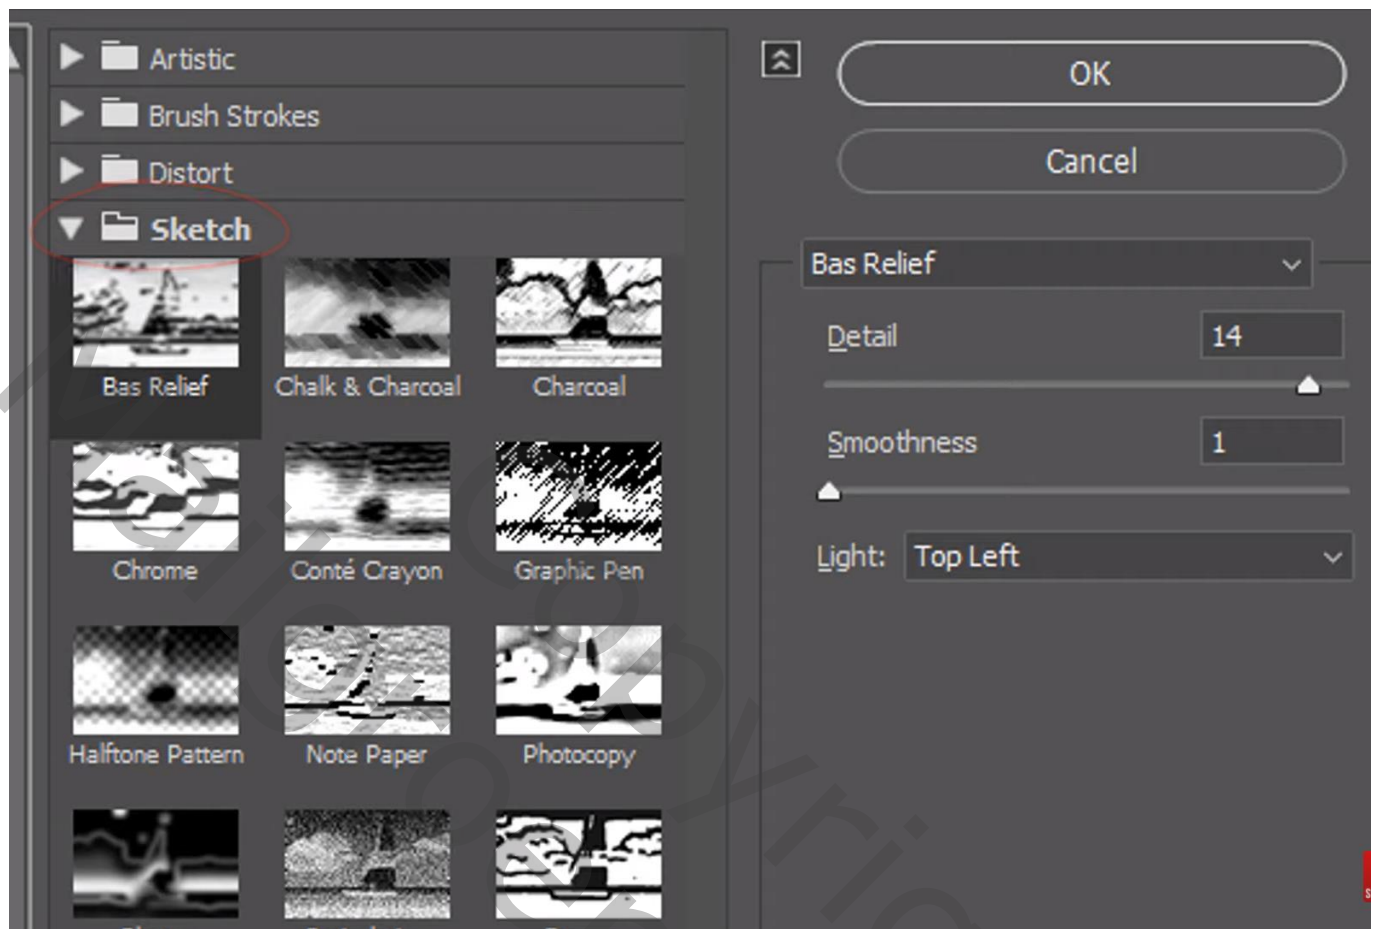 Artistic
Brush Strokes
Distort
Sketch
Bas Relief
Chalk & Charcoal
Charcoal
Chrome
Conté Crayon
Graphic Pen
Halftone Pattern
Note Paper
Photocopy
OK
Cancel
Bas Relief
Detail
14
Smoothness
1
Light:
Top Left